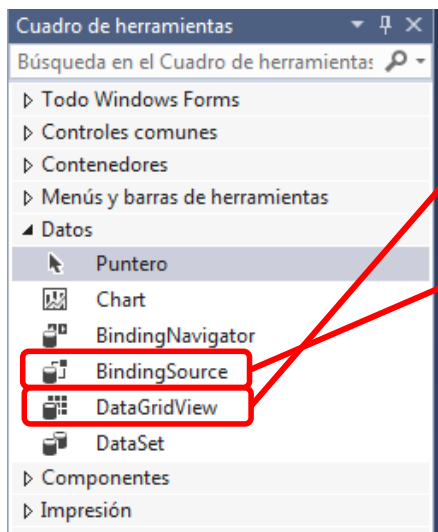 Cuadro de herramientas
Búsqueda en el Cuadro de herramientas
Todo Windows Forms
Controles comunes
Contenedores
Menús y barras de herramientas
Datos
Puntero
Chart
BindingNavigator
BindingSource
DataGridView
DataSet
Componentes
Impresión